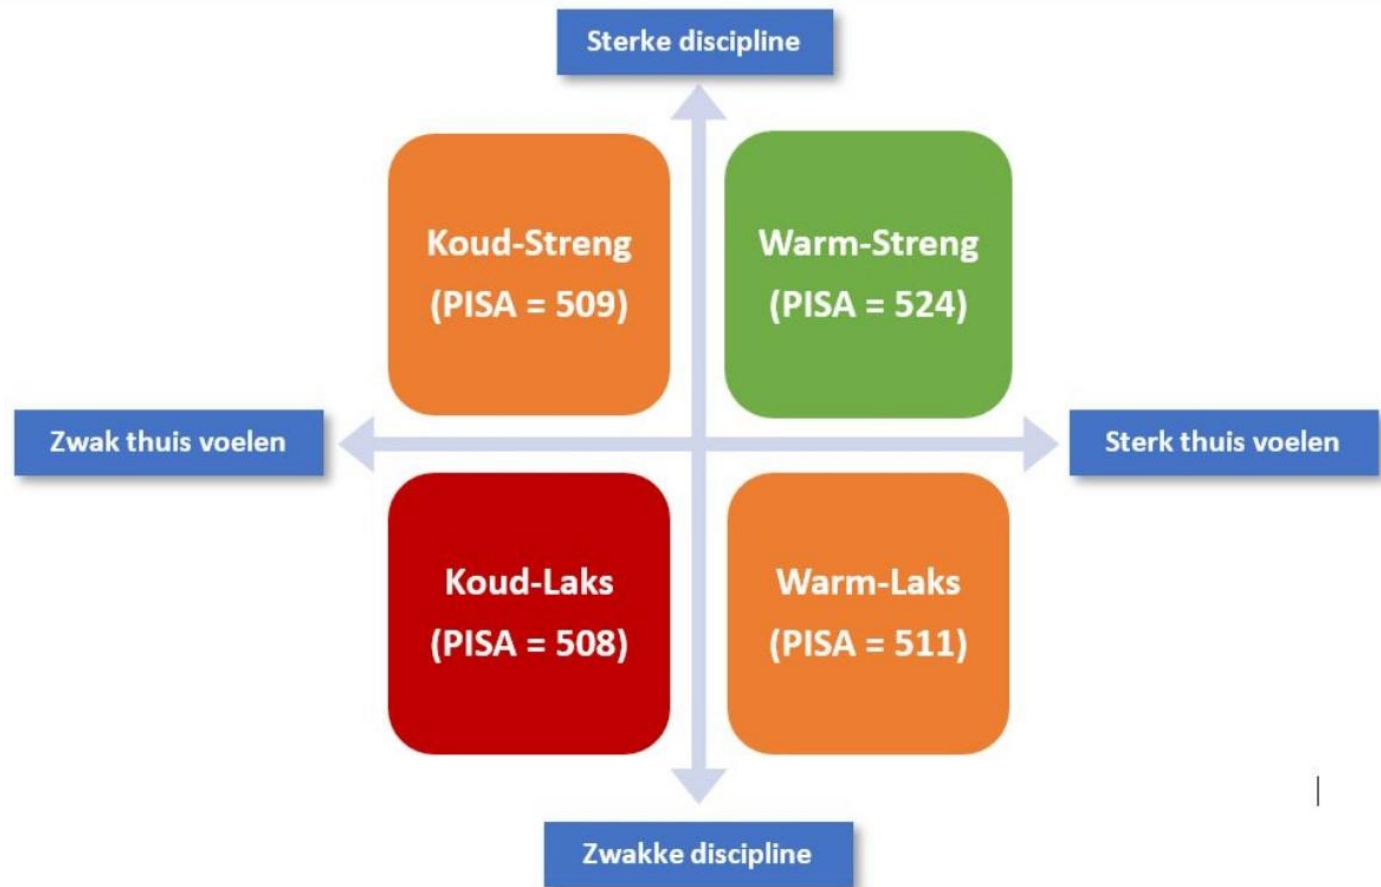 Sterke discipline
Koud-Streng
(PISA = 509)
Warm-Streng
(PISA = 524)
Zwak thuis voelen
Sterk thuis voelen
Koud-Laks
(PISA = 508)
Warm-Laks
(PISA = 511)
Zwakke discipline